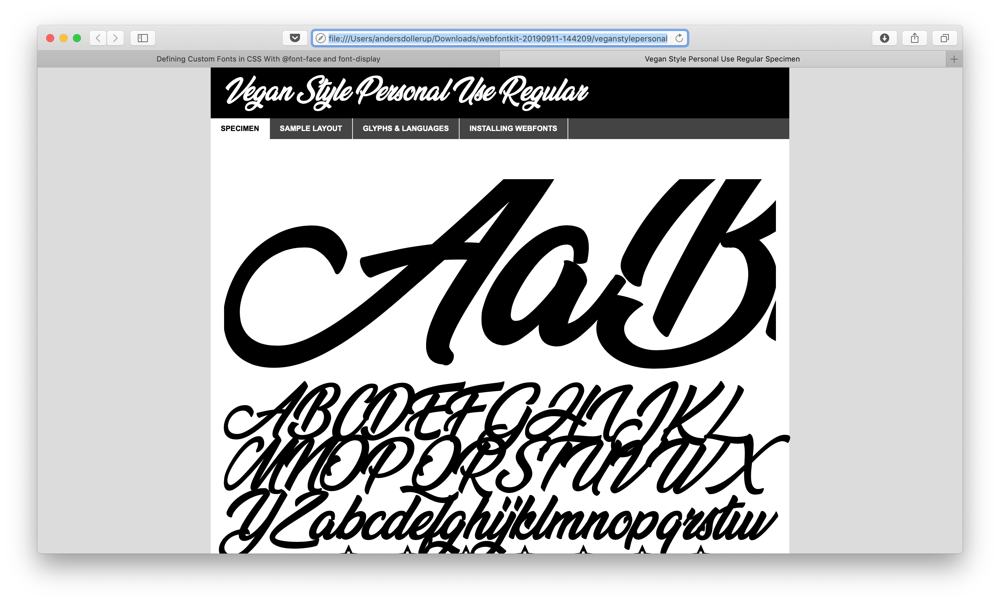 file:///Users/andersdollerup/Downloads/webfontkit-20190911-144209/veganstylepersonal
Defining Custom Fonts in CSS With @font-face and font-display
Vegan Style Personal Use Regular Specimen
Vegan Style Personal Use Regular
SPECIMEN
SAMPLE LAYOUT
GLYPHS & LANGUAGES
INSTALLING WEBFONTS
AaB
ABCDEFGHIJKL
MNOPQRSTUVWX
YZabcdefghijklmnopqrstuv